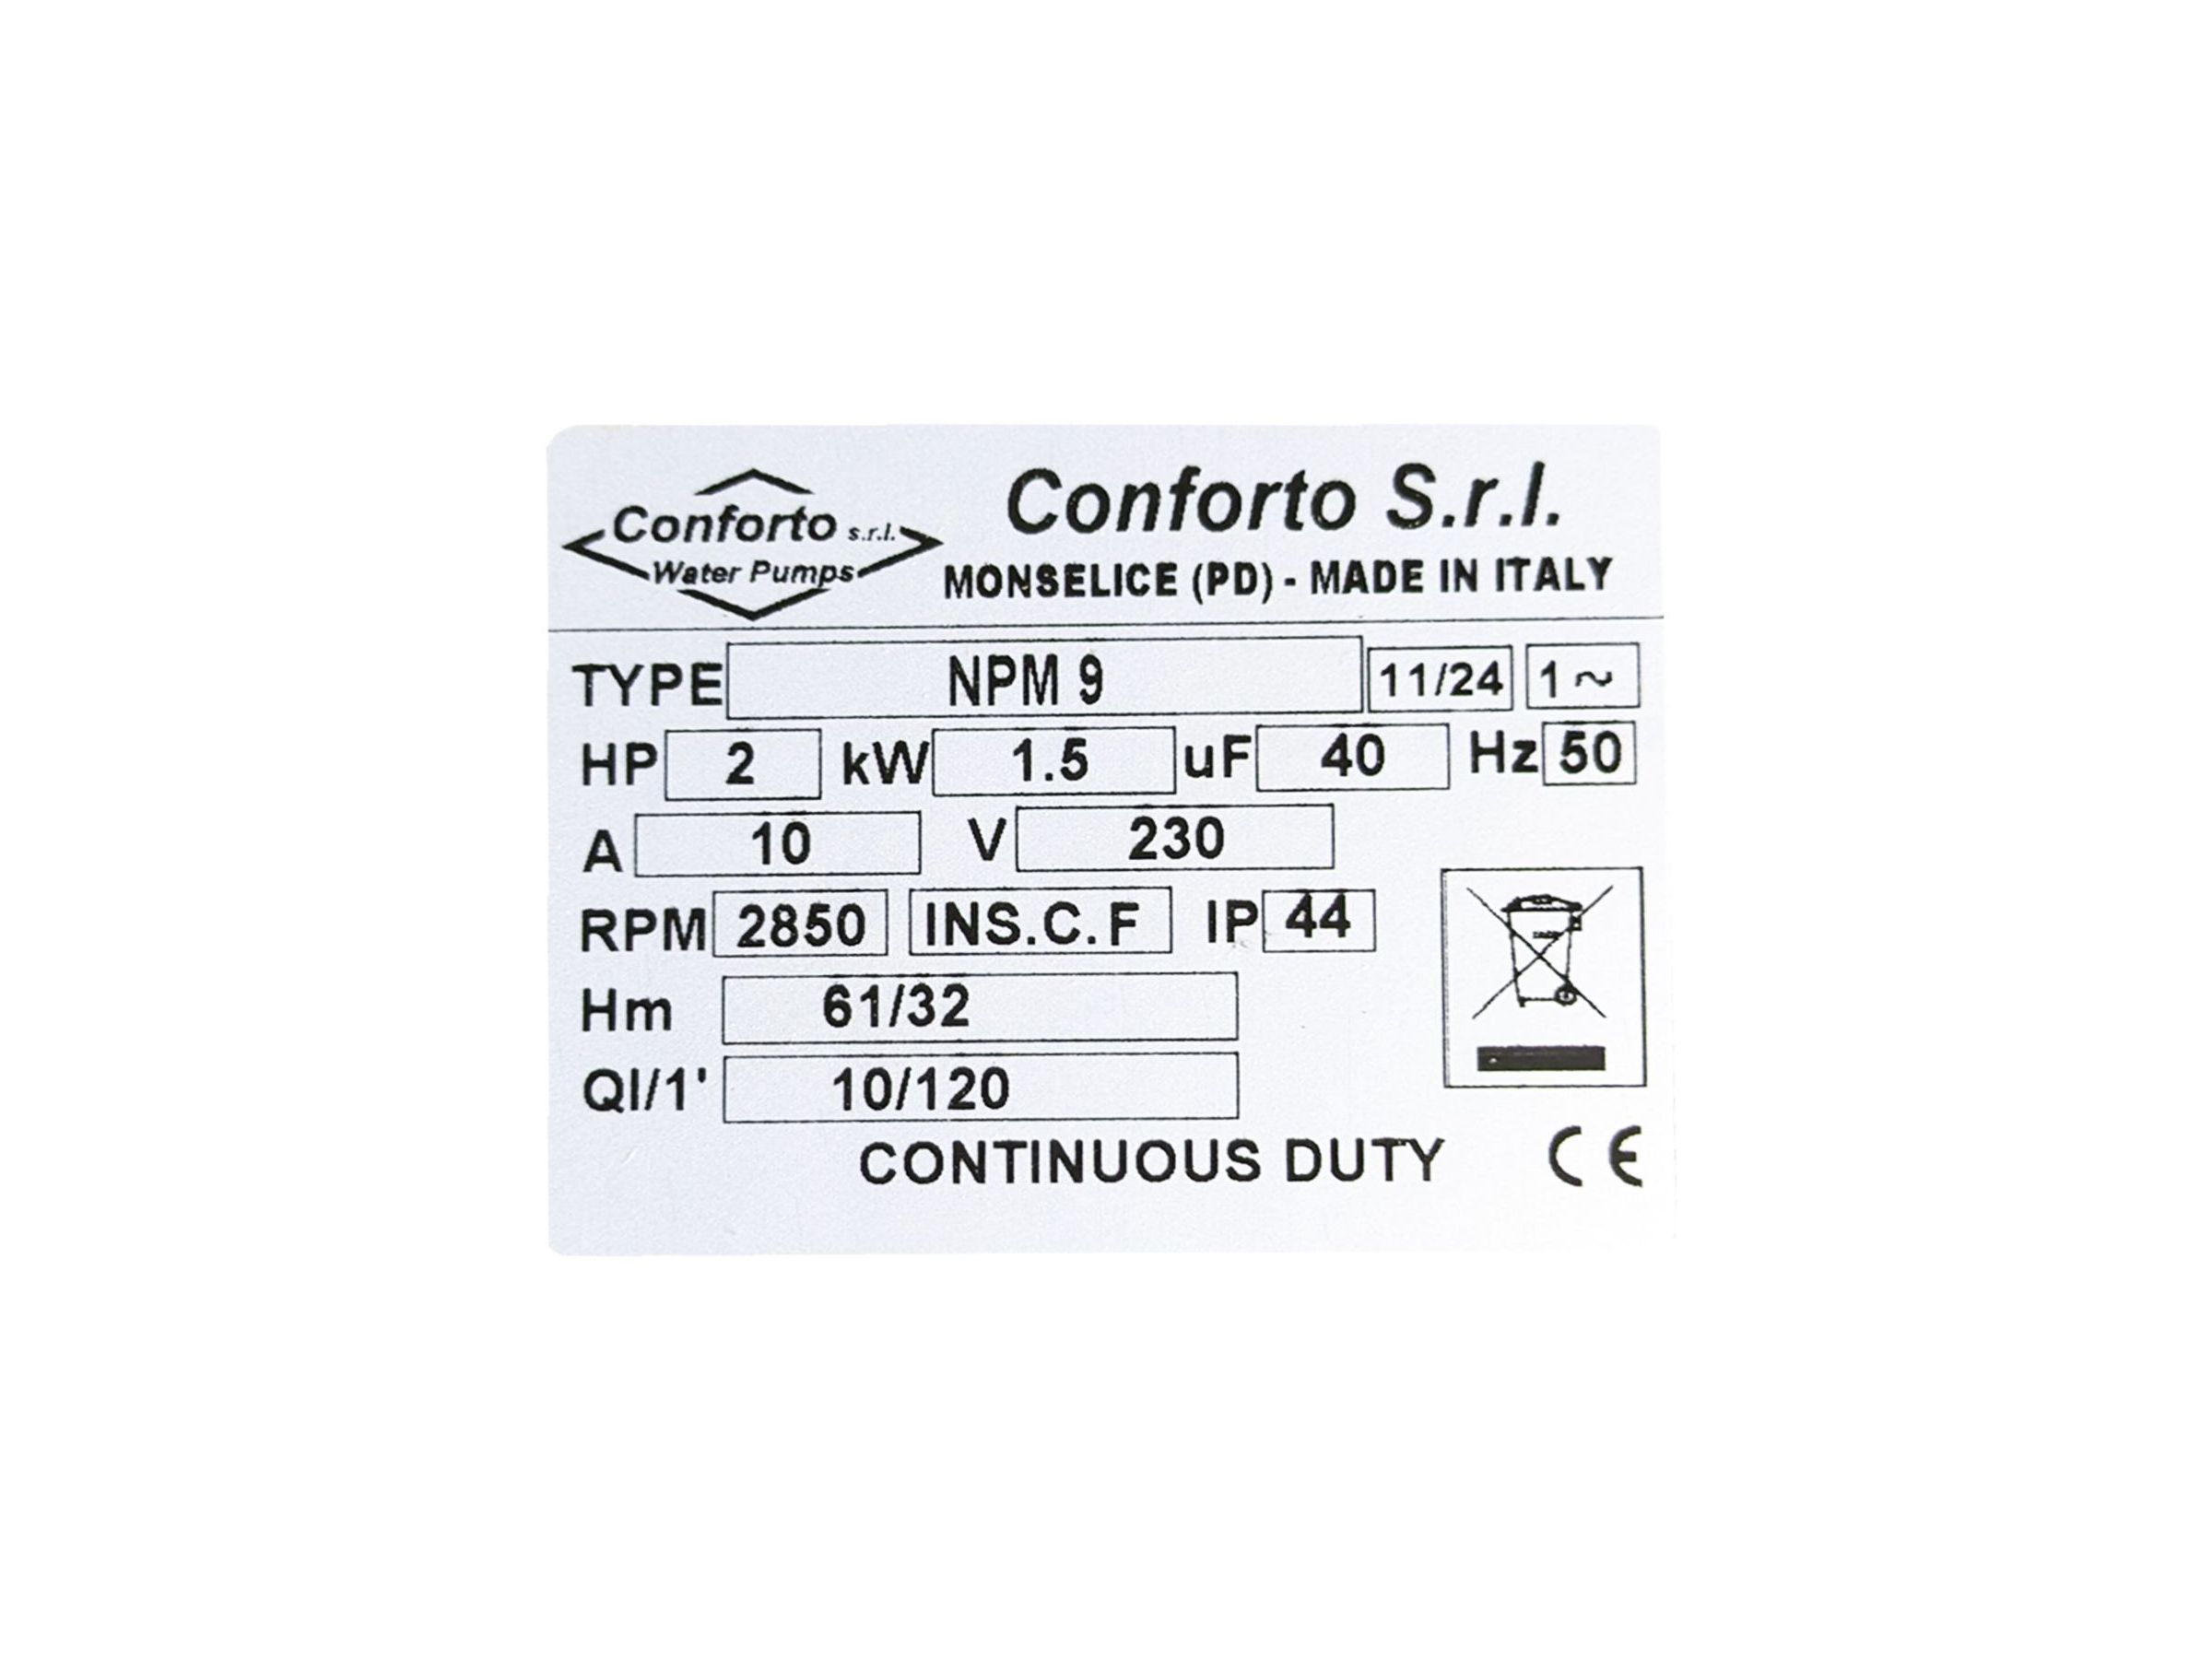 Conforto s.r.l.
Water Pumps
Conforto S.r.l.
MONSELICE (PD) - MADE IN ITALY
TYPE NPM 9 11/24 1~
HP 2 kW 1.5 uF 40 Hz 50
A 10 V 230
RPM 2850 INS.C.F IP 44
Hm 61/32
Ql/1' 10/120
CONTINUOUS DUTY CE